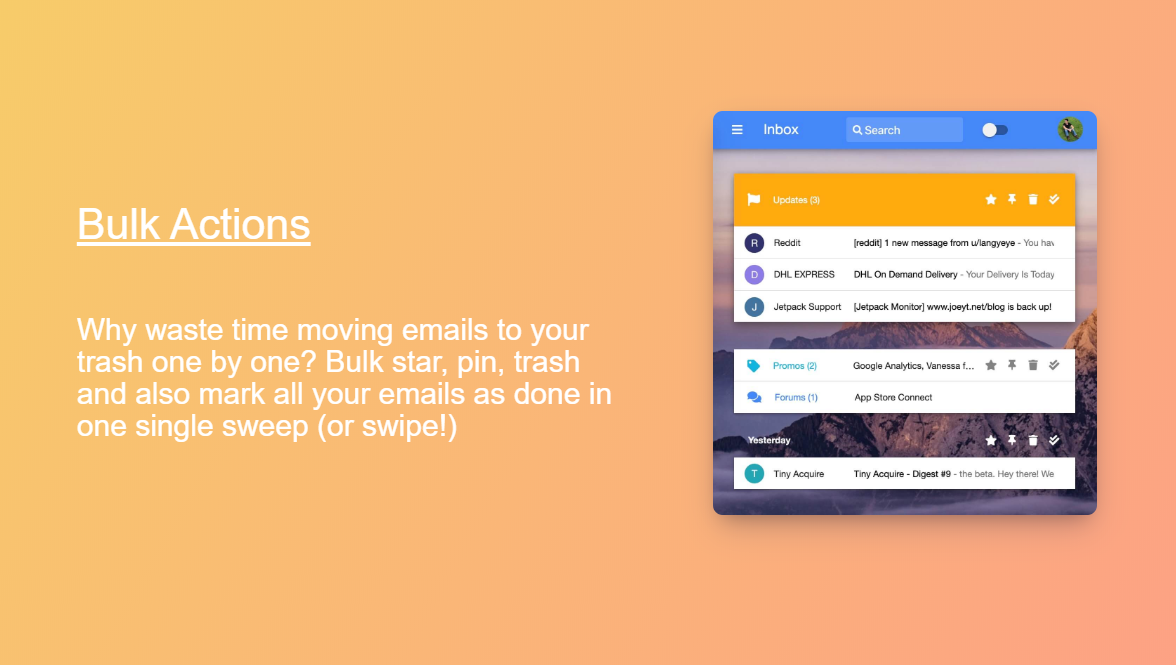 Bulk Actions
Why waste time moving emails to your
trash one by one? Bulk star, pin, trash
and also mark all your emails as done in
one single sweep (or swipe!)
Inbox Search
Updates (3)
R Reddit [reddit] 1 new message from u/langyeye - You hav
D DHL EXPRESS DHL On Demand Delivery - Your Delivery Is Today
J Jetpack Support [Jetpack Monitor] www.joeyt.net/blog is back up!
Promos (2) Google Analytics, Vanessa f...
Forums (1) App Store Connect
Yesterday
T Tiny Acquire Tiny Acquire - Digest #9 - the beta. Hey there! We